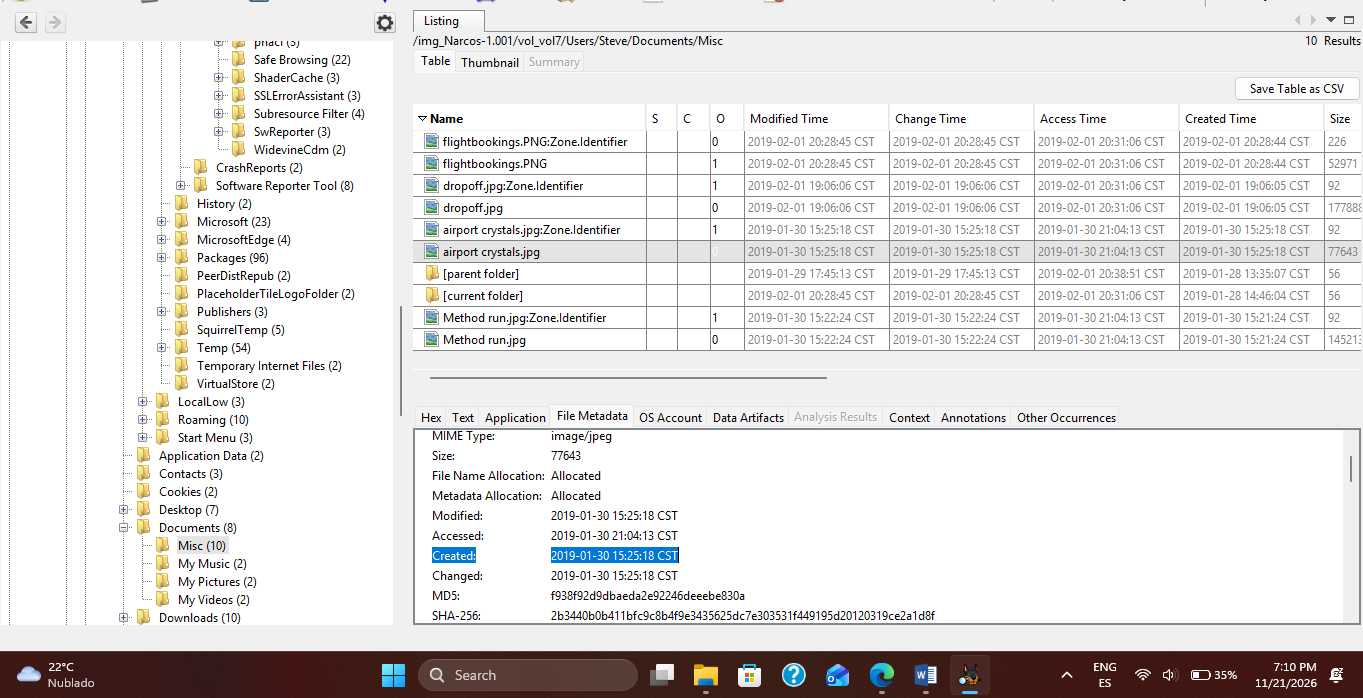 Listing
/img_Narcos-1.001/vol_vol7/Users/Steve/Documents/Misc
10 Results
Table Thumbnail Summary
Save Table as CSV
Name S C O Modified Time Change Time Access Time Created Time Size
flightbookings.PNG:Zone.Identifier 0 2019-02-01 20:28:45 CST 2019-02-01 20:28:45 CST 2019-02-01 20:31:06 CST 2019-02-01 20:28:44 CST 226
flightbookings.PNG 1 2019-02-01 20:28:45 CST 2019-02-01 20:28:45 CST 2019-02-01 20:31:06 CST 2019-02-01 20:28:44 CST 52971
dropoff.jpg:Zone.Identifier 1 2019-02-01 19:06:06 CST 2019-02-01 19:06:06 CST 2019-02-01 20:31:06 CST 2019-02-01 19:06:05 CST 92
dropoff.jpg 0 2019-02-01 19:06:06 CST 2019-02-01 19:06:06 CST 2019-02-01 20:31:06 CST 2019-02-01 19:06:05 CST 177888
airport crystals.jpg:Zone.Identifier 1 2019-01-30 15:25:18 CST 2019-01-30 15:25:18 CST 2019-01-30 21:04:13 CST 2019-01-30 15:25:18 CST 92
airport crystals.jpg 0 2019-01-30 15:25:18 CST 2019-01-30 15:25:18 CST 2019-01-30 21:04:13 CST 2019-01-30 15:25:18 CST 77643
[parent folder] 2019-01-29 17:45:13 CST 2019-01-29 17:45:13 CST 2019-02-01 20:38:51 CST 2019-01-28 13:35:07 CST 56
[current folder] 2019-02-01 20:28:45 CST 2019-02-01 20:28:45 CST 2019-02-01 20:31:06 CST 2019-01-28 14:46:04 CST 56
Method run.jpg:Zone.Identifier 1 2019-01-30 15:22:24 CST 2019-01-30 15:22:24 CST 2019-01-30 21:04:13 CST 2019-01-30 15:21:24 CST 92
Method run.jpg 0 2019-01-30 15:22:24 CST 2019-01-30 15:22:24 CST 2019-01-30 21:04:13 CST 2019-01-30 15:21:24 CST 145213
pnacl (3)
Safe Browsing (22)
ShaderCache (3)
SSLErrorAssistant (3)
Subresource Filter (4)
SwReporter (3)
WidevineCdm (2)
CrashReports (2)
Software Reporter Tool (8)
History (2)
Microsoft (23)
MicrosoftEdge (4)
Packages (96)
PeerDistRepub (2)
PlaceholderTileLogoFolder (2)
Publishers (3)
SquirrelTemp (5)
Temp (54)
Temporary Internet Files (2)
VirtualStore (2)
LocalLow (3)
Roaming (10)
Start Menu (3)
Application Data (2)
Contacts (3)
Cookies (2)
Desktop (7)
Documents (8)
Misc (10)
My Music (2)
My Pictures (2)
My Videos (2)
Downloads (10)
Hex Text Application File Metadata OS Account Data Artifacts Analysis Results Context Annotations Other Occurrences
MIME Type: image/jpeg
Size: 77643
File Name Allocation: Allocated
Metadata Allocation: Allocated
Modified: 2019-01-30 15:25:18 CST
Accessed: 2019-01-30 21:04:13 CST
Created: 2019-01-30 15:25:18 CST
Changed: 2019-01-30 15:25:18 CST
MD5: f938f92d9dbaeda2e92246deeebe830a
SHA-256: 2b3440b0b411bfc9c8b4f9e3435625dc7e303531f449195d20120319ce2a1d8f
22°C
Nublado
Search
ENG
ES
35%
7:10 PM
11/21/2026